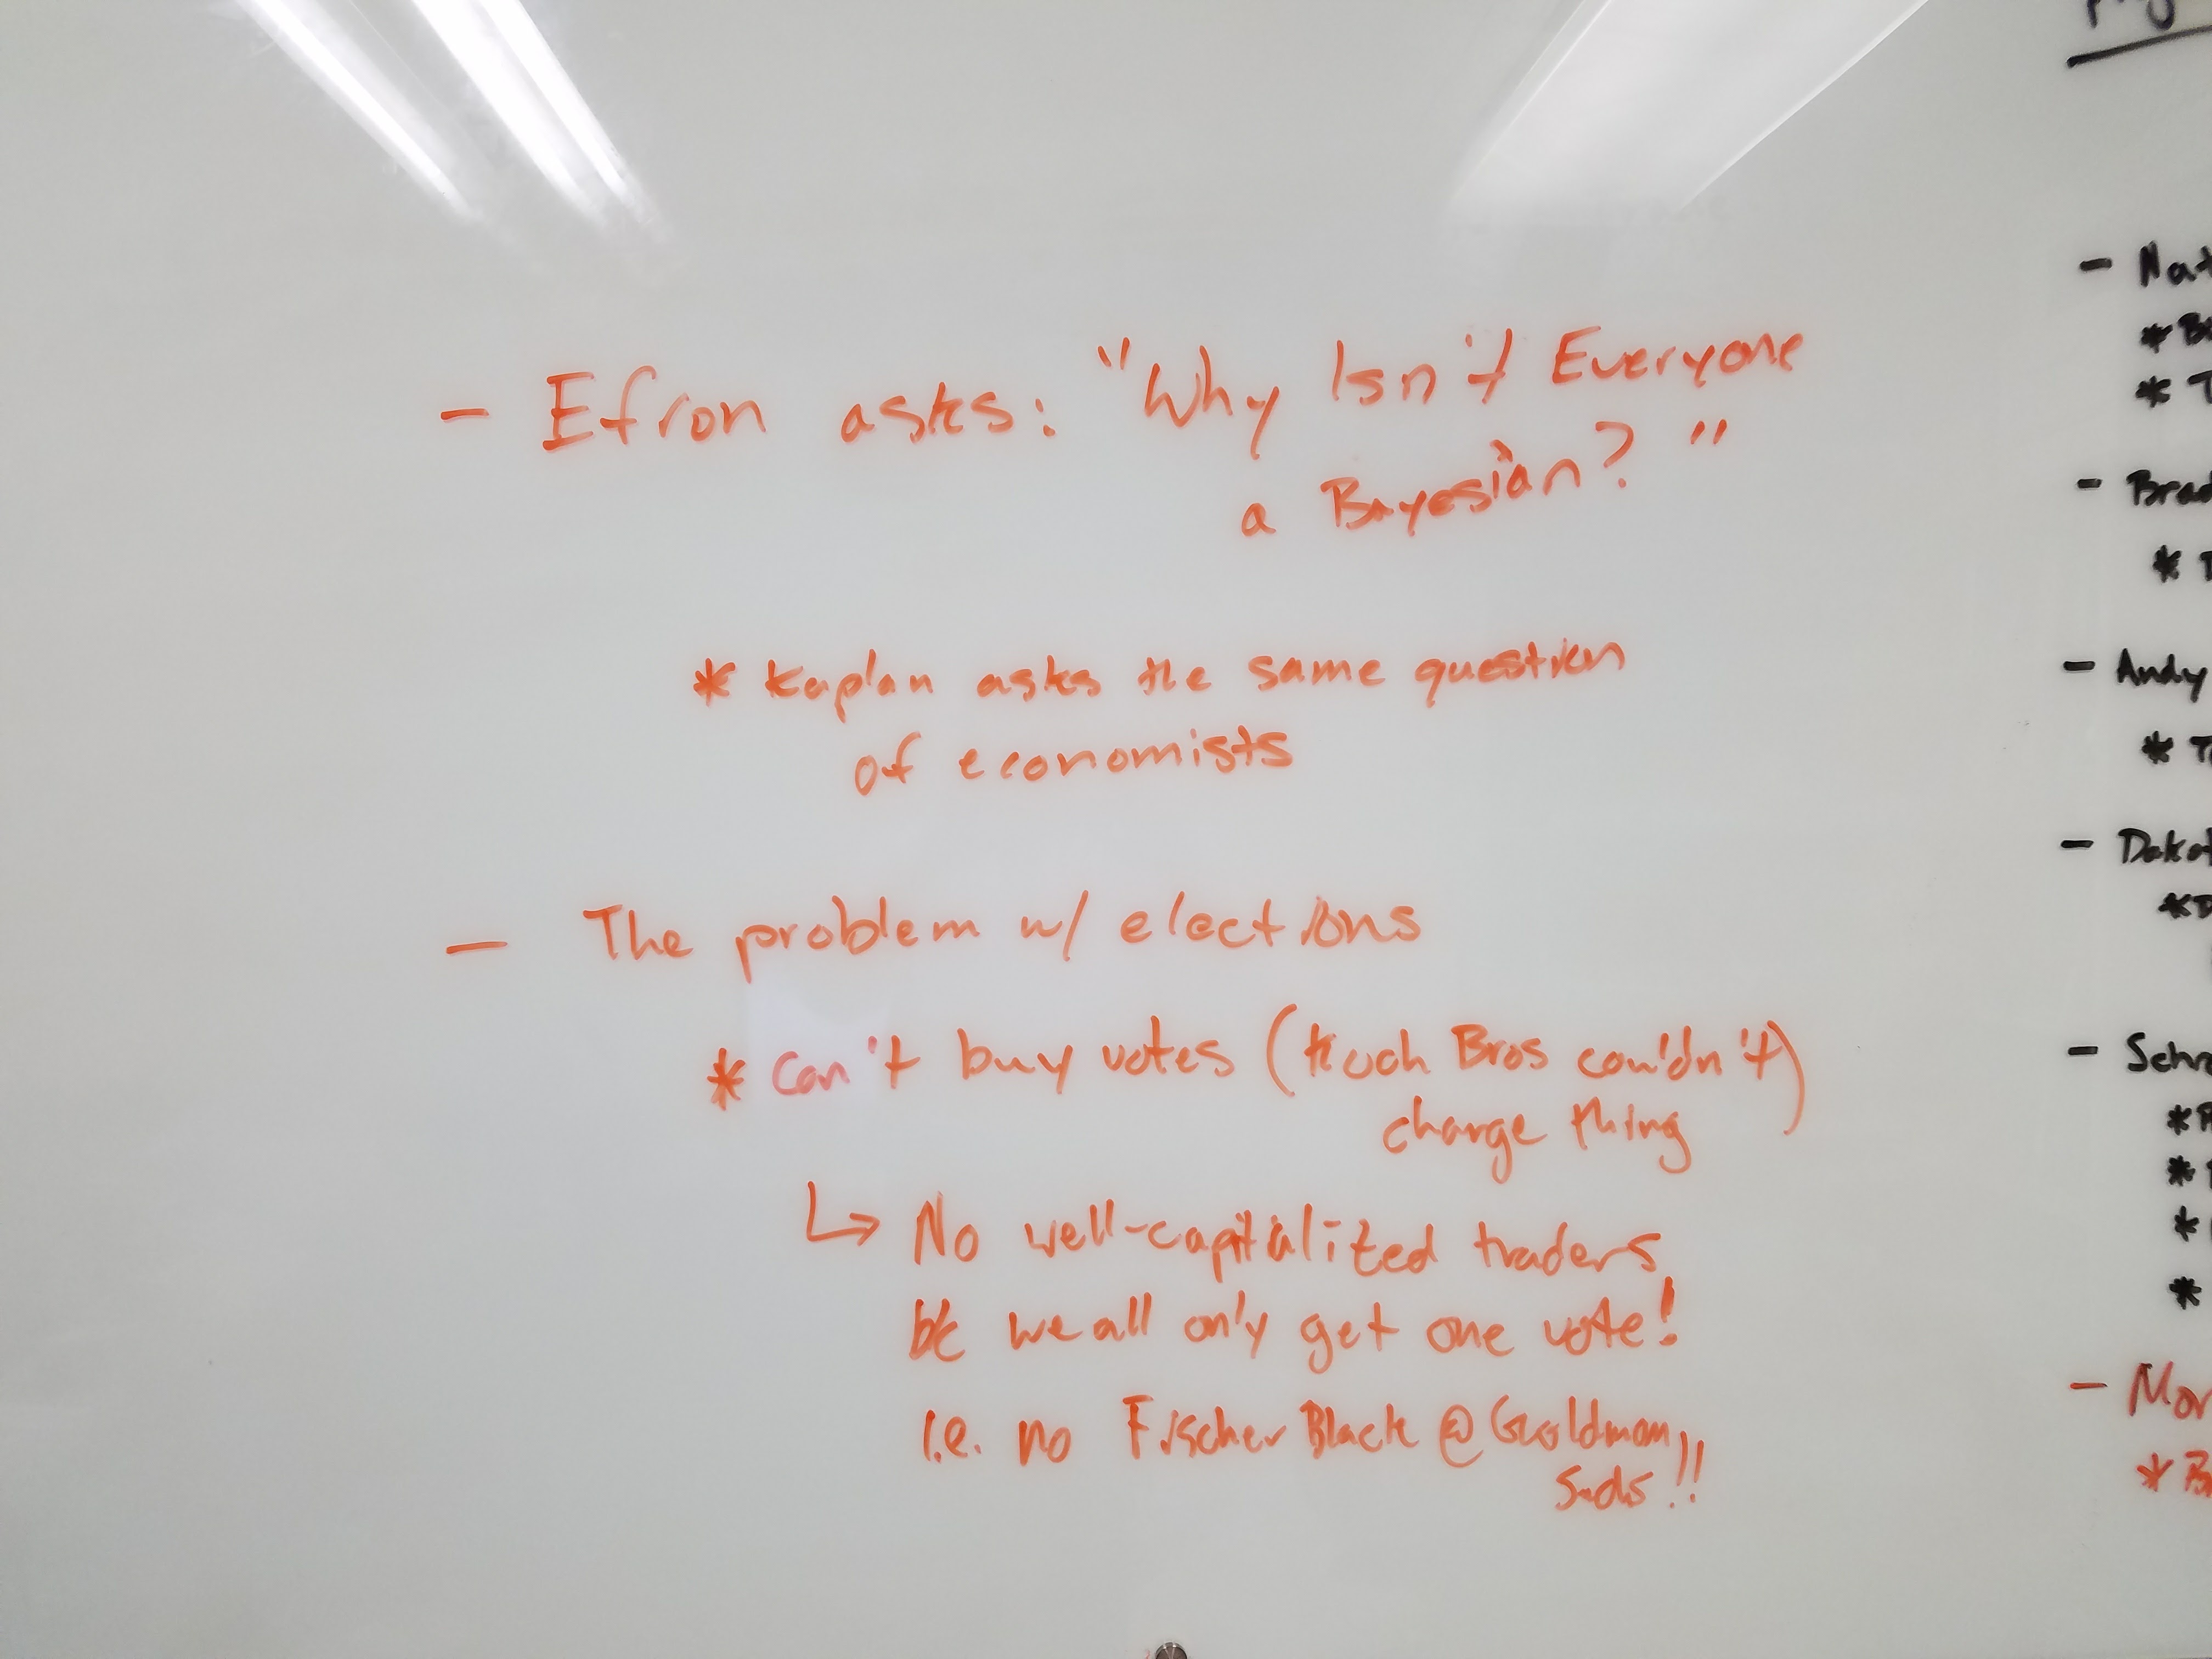 - Efron asks: "Why Isn't Everyone
a Bayesian?"
* Kaplan asks the same question
of economists
- The problem w/ elections
* Can't buy votes (Koch Bros couldn't)
change thing
↳ No well-capitalized traders
b/c we all only get one vote!
i.e. no Fischer Black @ Goldman
Sachs!!
- Nat
*
* T
- Brad
*
- Andy
* T
- Dakot
* D
- Schr
*
*
*
*
- Mor
* B